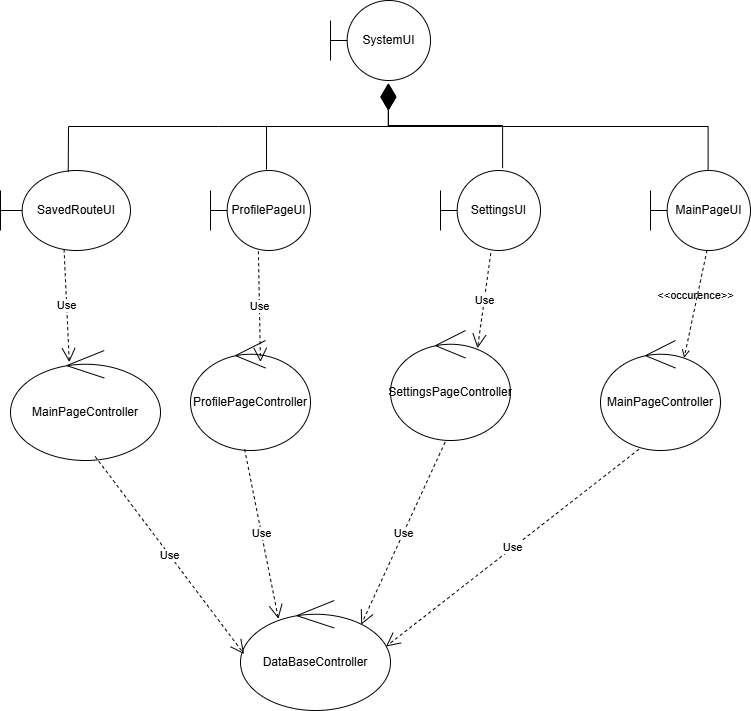 SystemUI
SavedRouteUI
ProfilePageUI
SettingsUI
MainPageUI
Use
Use
Use
<<occurence>>
MainPageController
ProfilePageController
SettingsPageController
MainPageController
Use
Use
Use
Use
DataBaseController